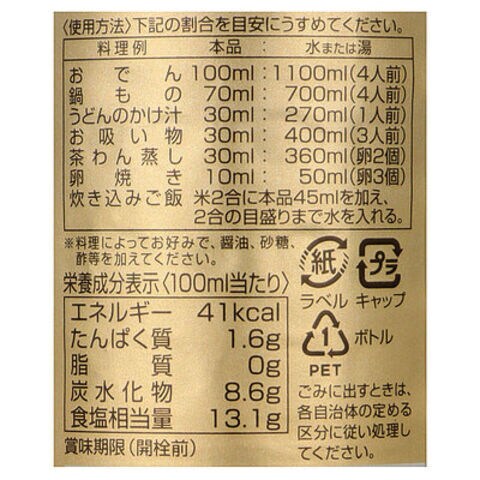 〈使用方法〉下記の割合を目安にうすめてください。
料理例 本品 : 水または湯
おでん 100ml : 1100ml(4人前)
鍋もの 70ml : 700ml(4人前)
うどんのかけ汁 30ml : 270ml(1人前)
お吸い物 30ml : 400ml(3人前)
茶わん蒸し 30ml : 360ml(卵2個)
卵焼き 10ml : 50ml(卵3個)
炊き込みご飯 米2合に本品45mlを加え、
2合の目盛りまで水を入れる。
※料理によってお好みで、醤油、砂糖、
酢等を加えてください。
栄養成分表示〈100ml当たり〉
エネルギー 41kcal
たんぱく質 1.6g
脂質 0g
炭水化物 8.6g
食塩相当量 13.1g
賞味期限（開栓前）
紙 プラ
ラベル キャップ
1 ボトル
PET
ごみに出すときは、
各自治体の定める
区分に従い処理し
てください。